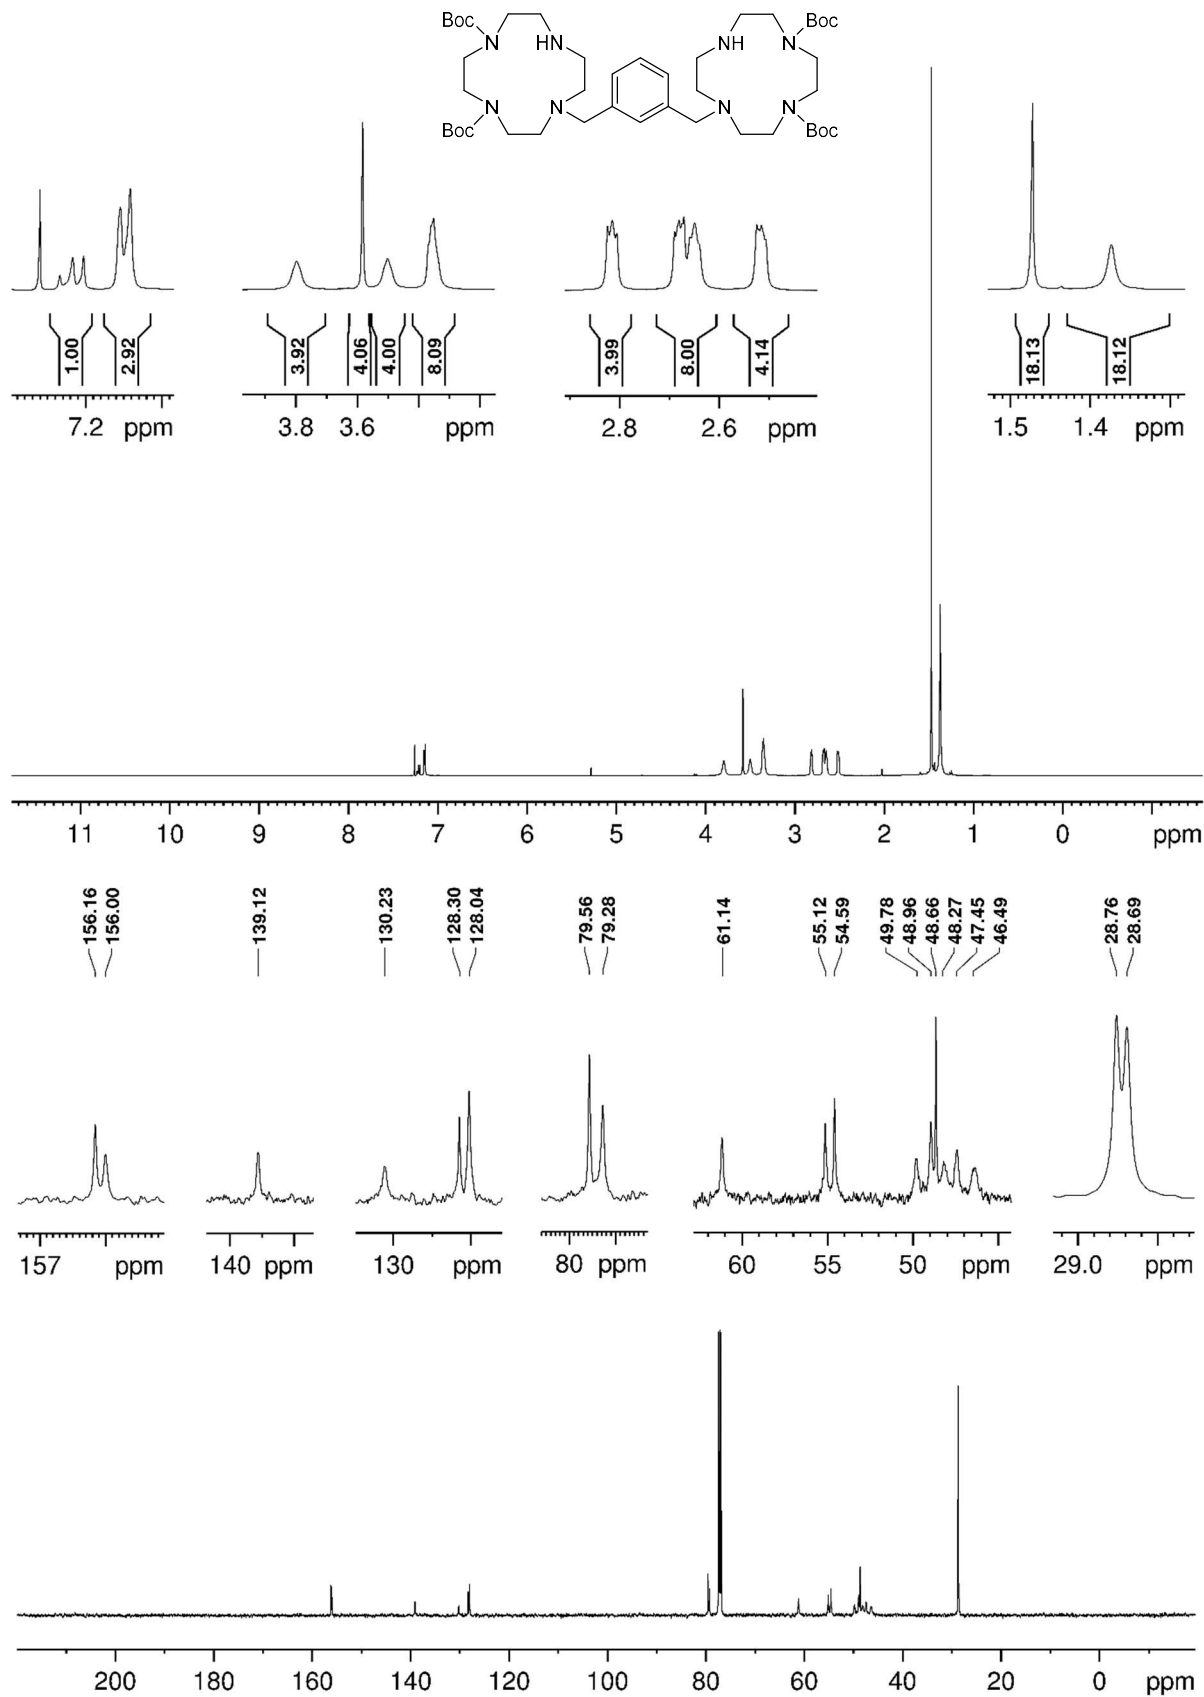 Boc Boc
N HN NH N
N N N N
Boc Boc
1.00 2.92 3.92 4.06 4.00 8.09 3.99 8.00 4.14 18.13 18.12
7.2 ppm 3.8 3.6 ppm 2.8 2.6 ppm 1.5 1.4 ppm
11 10 9 8 7 6 5 4 3 2 1 0 ppm
156.16 156.00 139.12 130.23 128.30 128.04 79.56 79.28 61.14 55.12 54.59 49.78 48.96 48.66 48.27 47.45 46.49 28.76 28.69
157 ppm 140 ppm 130 ppm 80 ppm 60 55 50 ppm 29.0 ppm
200 180 160 140 120 100 80 60 40 20 0 ppm